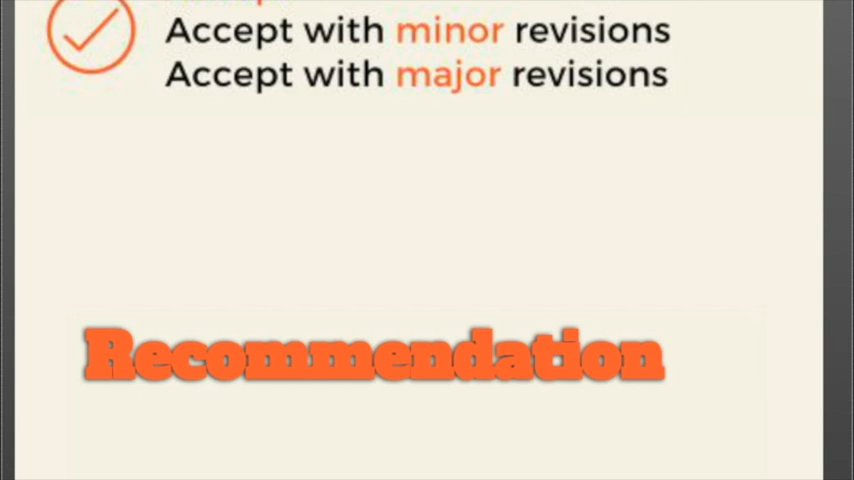 Accept with minor revisions
Accept with major revisions
Recommendation